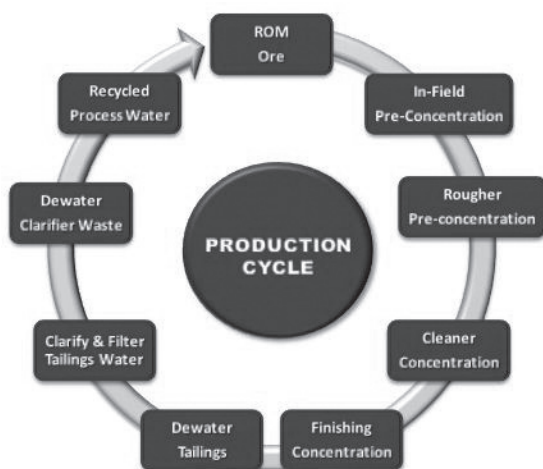 ROM
Ore
In-Field
Pre-Concentration
Rougher
Pre-concentration
Cleaner
Concentration
Finishing
Concentration
Dewater
Tailings
Clarify & Filter
Tailings Water
Dewater
Clarifier Waste
Recycled
Process Water
PRODUCTION
CYCLE